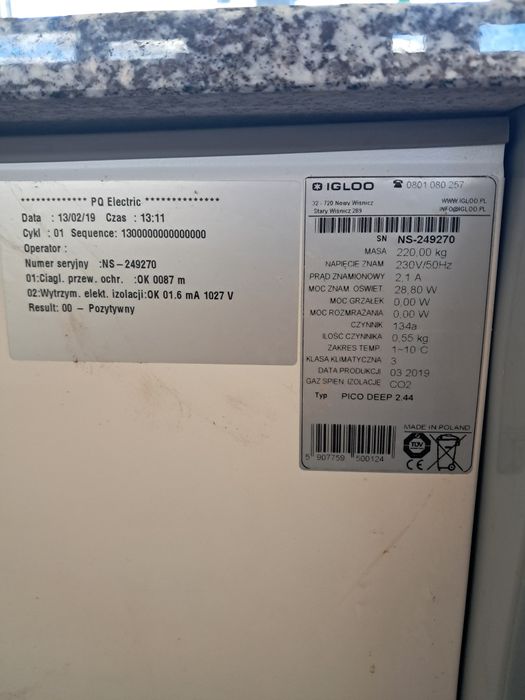 ************* PQ Electric ***************
Data : 13/02/19 Czas : 13:11
Cykl : 01 Sequence: 1300000000000000
Operator :
Numer seryjny :NS-249270
01:Ciagl. przew. ochr. :OK 0087 m
02:Wytrzym. elekt. izolacji:OK 01.6 mA 1027 V
Result: 00 - Pozytywny
IGLOO ☎ 0801 080 257
32 - 720 Nowy Wiśnicz WWW.IGLOO.PL
Stary Wiśnicz 289 INFO@IGLOO.PL
SN NS-249270
MASA 220,00 kg
NAPIĘCIE ZNAM 230V/50Hz
PRĄD ZNAMIONOWY 2,1 A
MOC ZNAM OŚWIET 28,80 W
MOC GRZAŁEK 0,00 W
MOC ROZMRAŻANIA 0,00 W
CZYNNIK 134a
ILOŚĆ CZYNNIKA 0,55 kg
ZAKRES TEMP. 1~10 C
KLASA KLIMATYCZNA 3
DATA PRODUKCJI 03 2019
GAZ SPIEN. IZOLACJE CO2
Typ PICO DEEP 2.44
MADE IN POLAND
TÜV
CE
5 907759 500124